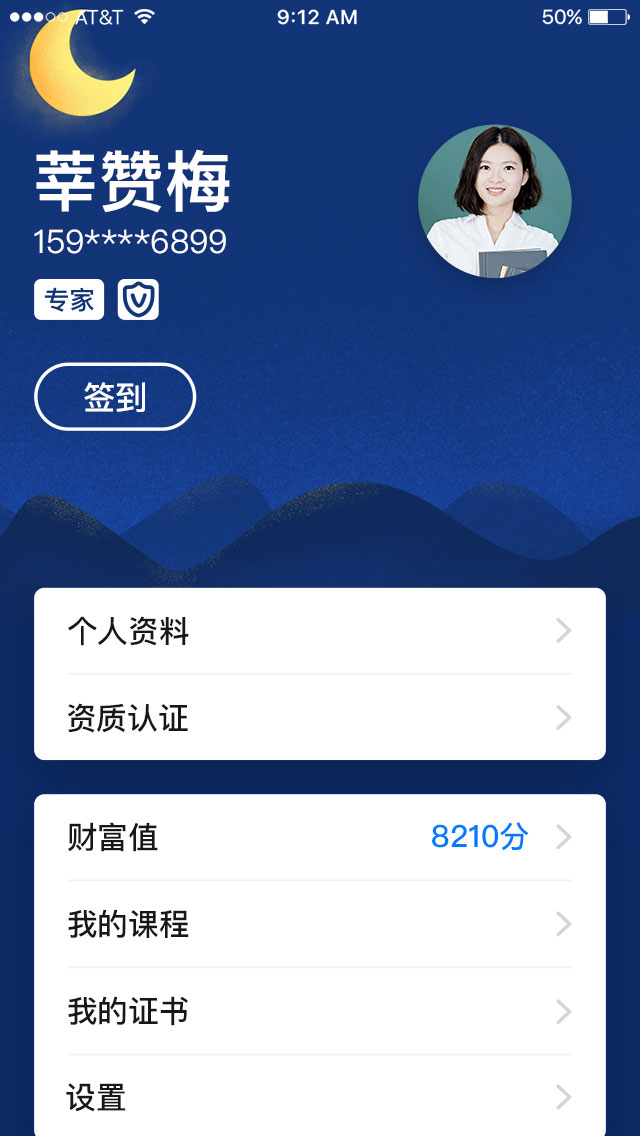 AT&T 9:12 AM 50%
莘赞梅
159****6899
专家
签到
个人资料
资质认证
财富值 8210分
我的课程
我的证书
设置